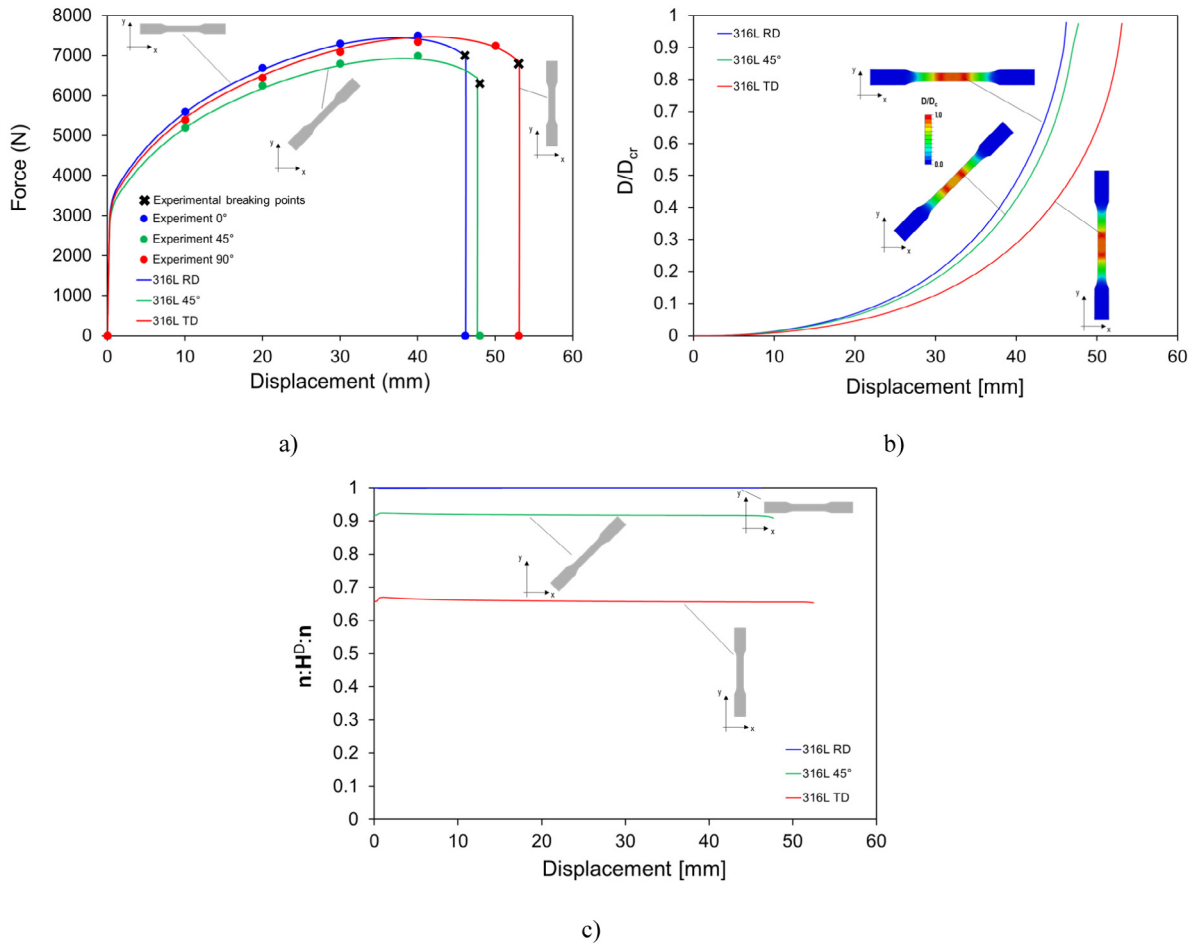 8000
7000
6000
5000
4000
3000
2000
1000
0
Force (N)
0 10 20 30 40 50 60
Displacement (mm)
y
x
y
x
y
x
Experimental breaking points
Experiment 0°
Experiment 45°
Experiment 90°
316L RD
316L 45°
316L TD
a)
1
0.9
0.8
0.7
0.6
0.5
0.4
0.3
0.2
0.1
0
D/Dcr
0 10 20 30 40 50 60
Displacement [mm]
316L RD
316L 45°
316L TD
y
x
D/Dc
1.0
0.0
y
x
y
x
b)
1
0.9
0.8
0.7
0.6
0.5
0.4
0.3
0.2
0.1
0
n:HD:n
0 10 20 30 40 50 60
Displacement [mm]
y
x
y
x
y
x
316L RD
316L 45°
316L TD
c)